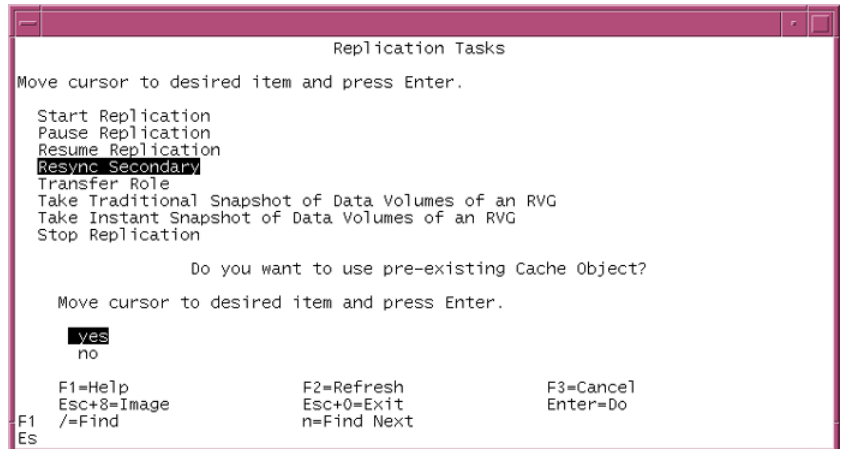 Replication Tasks
Move cursor to desired item and press Enter.
Start Replication
Pause Replication
Resume Replication
Resync Secondary
Transfer Role
Take Traditional Snapshot of Data Volumes of an RVG
Take Instant Snapshot of Data Volumes of an RVG
Stop Replication
Do you want to use pre-existing Cache Object?
Move cursor to desired item and press Enter.
yes
no
F1=Help F2=Refresh F3=Cancel
Esc+8=Image Esc+0=Exit Enter=Do
F1 /=Find n=Find Next
Es